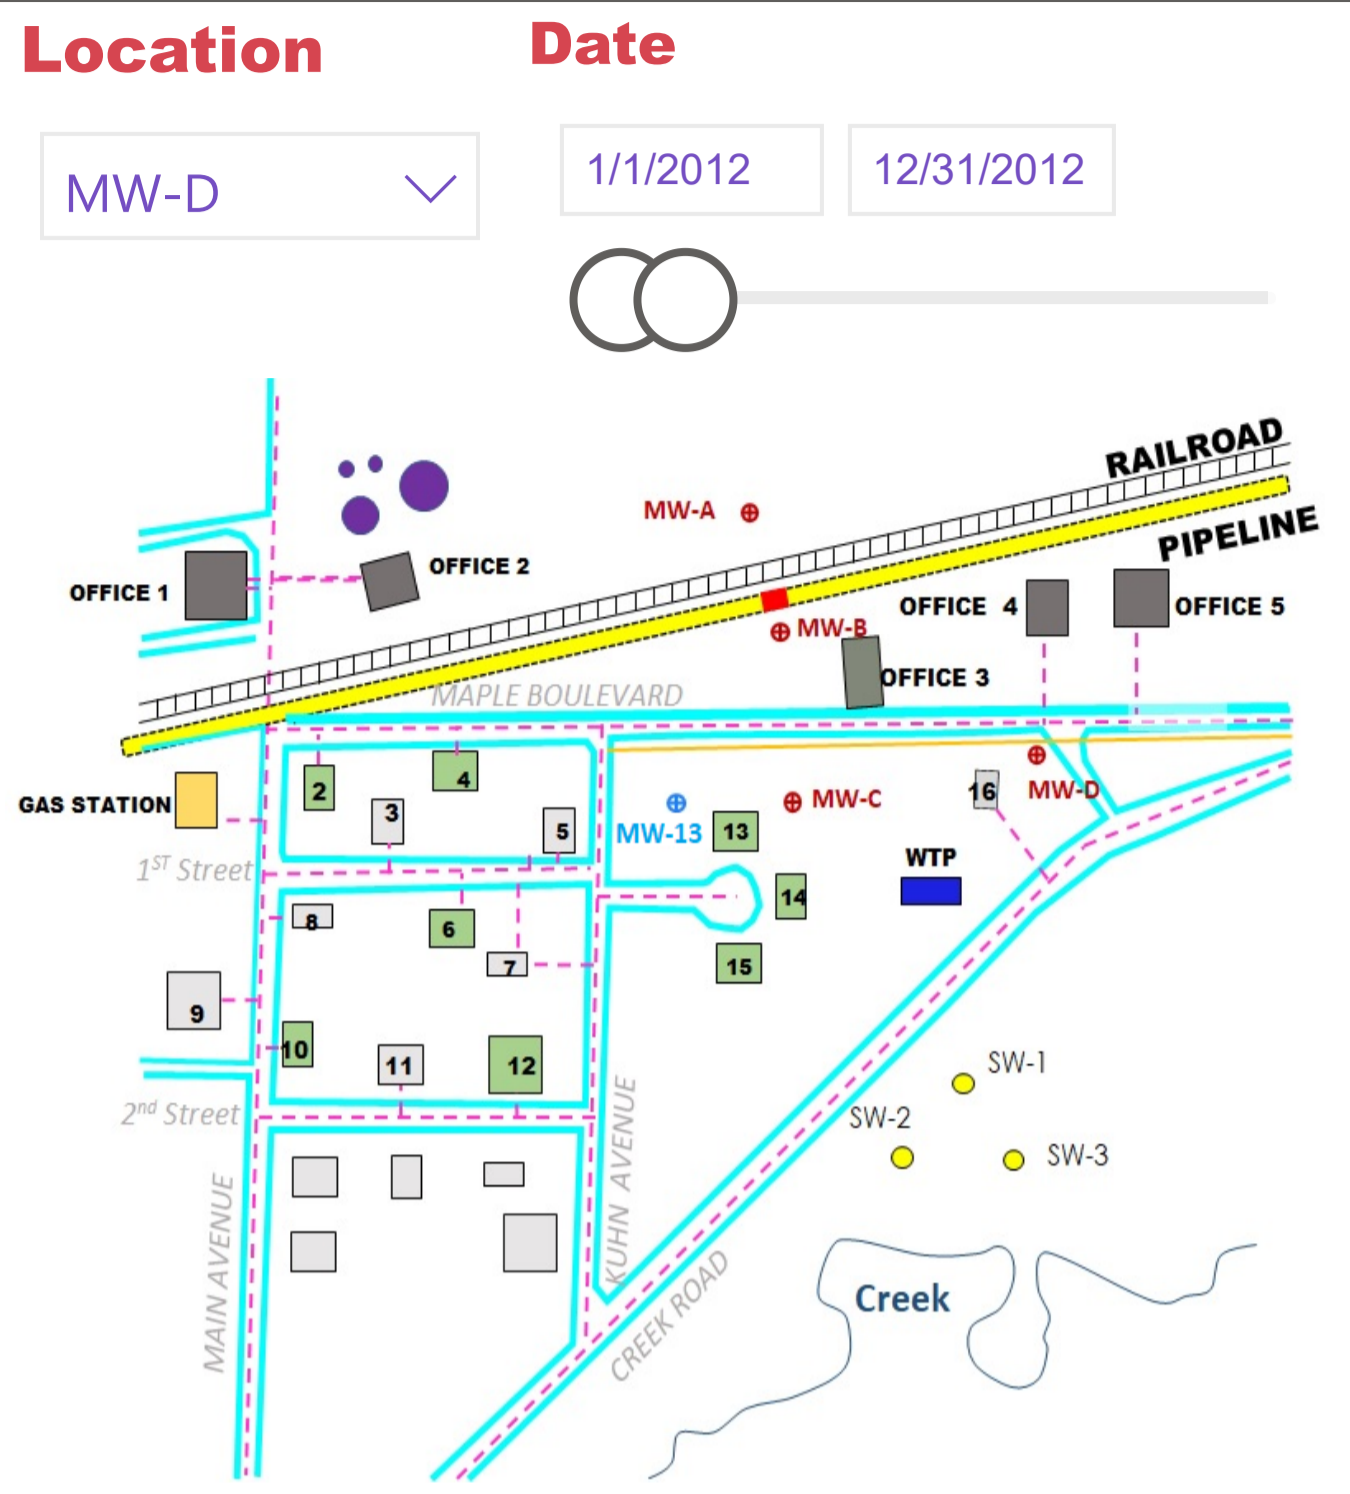 Location
Date
MW-D
1/1/2012
12/31/2012
RAILROAD
MW-A
PIPELINE
OFFICE 2
OFFICE 1
OFFICE 4
OFFICE 5
MW-B
OFFICE 3
MAPLE BOULEVARD
2
4
16
MW-D
GAS STATION
3
5
MW-C
MW-13
13
1ST Street
WTP
14
8
6
7
15
9
10
11
12
SW-1
2nd Street
SW-2
SW-3
MAIN AVENUE
KUHN AVENUE
CREEK ROAD
Creek